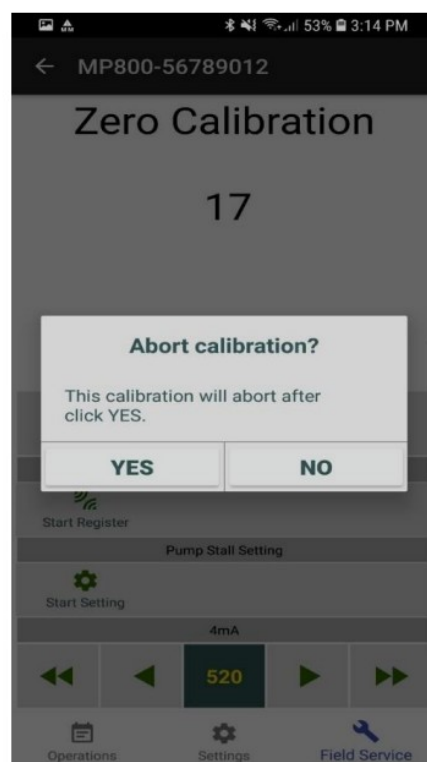 53% 3:14 PM
MP800-56789012
Zero Calibration
17
Abort calibration?
This calibration will abort after
click YES.
YES NO
Start Register
Pump Stall Setting
Start Setting
4mA
520
Operations Settings Field Service